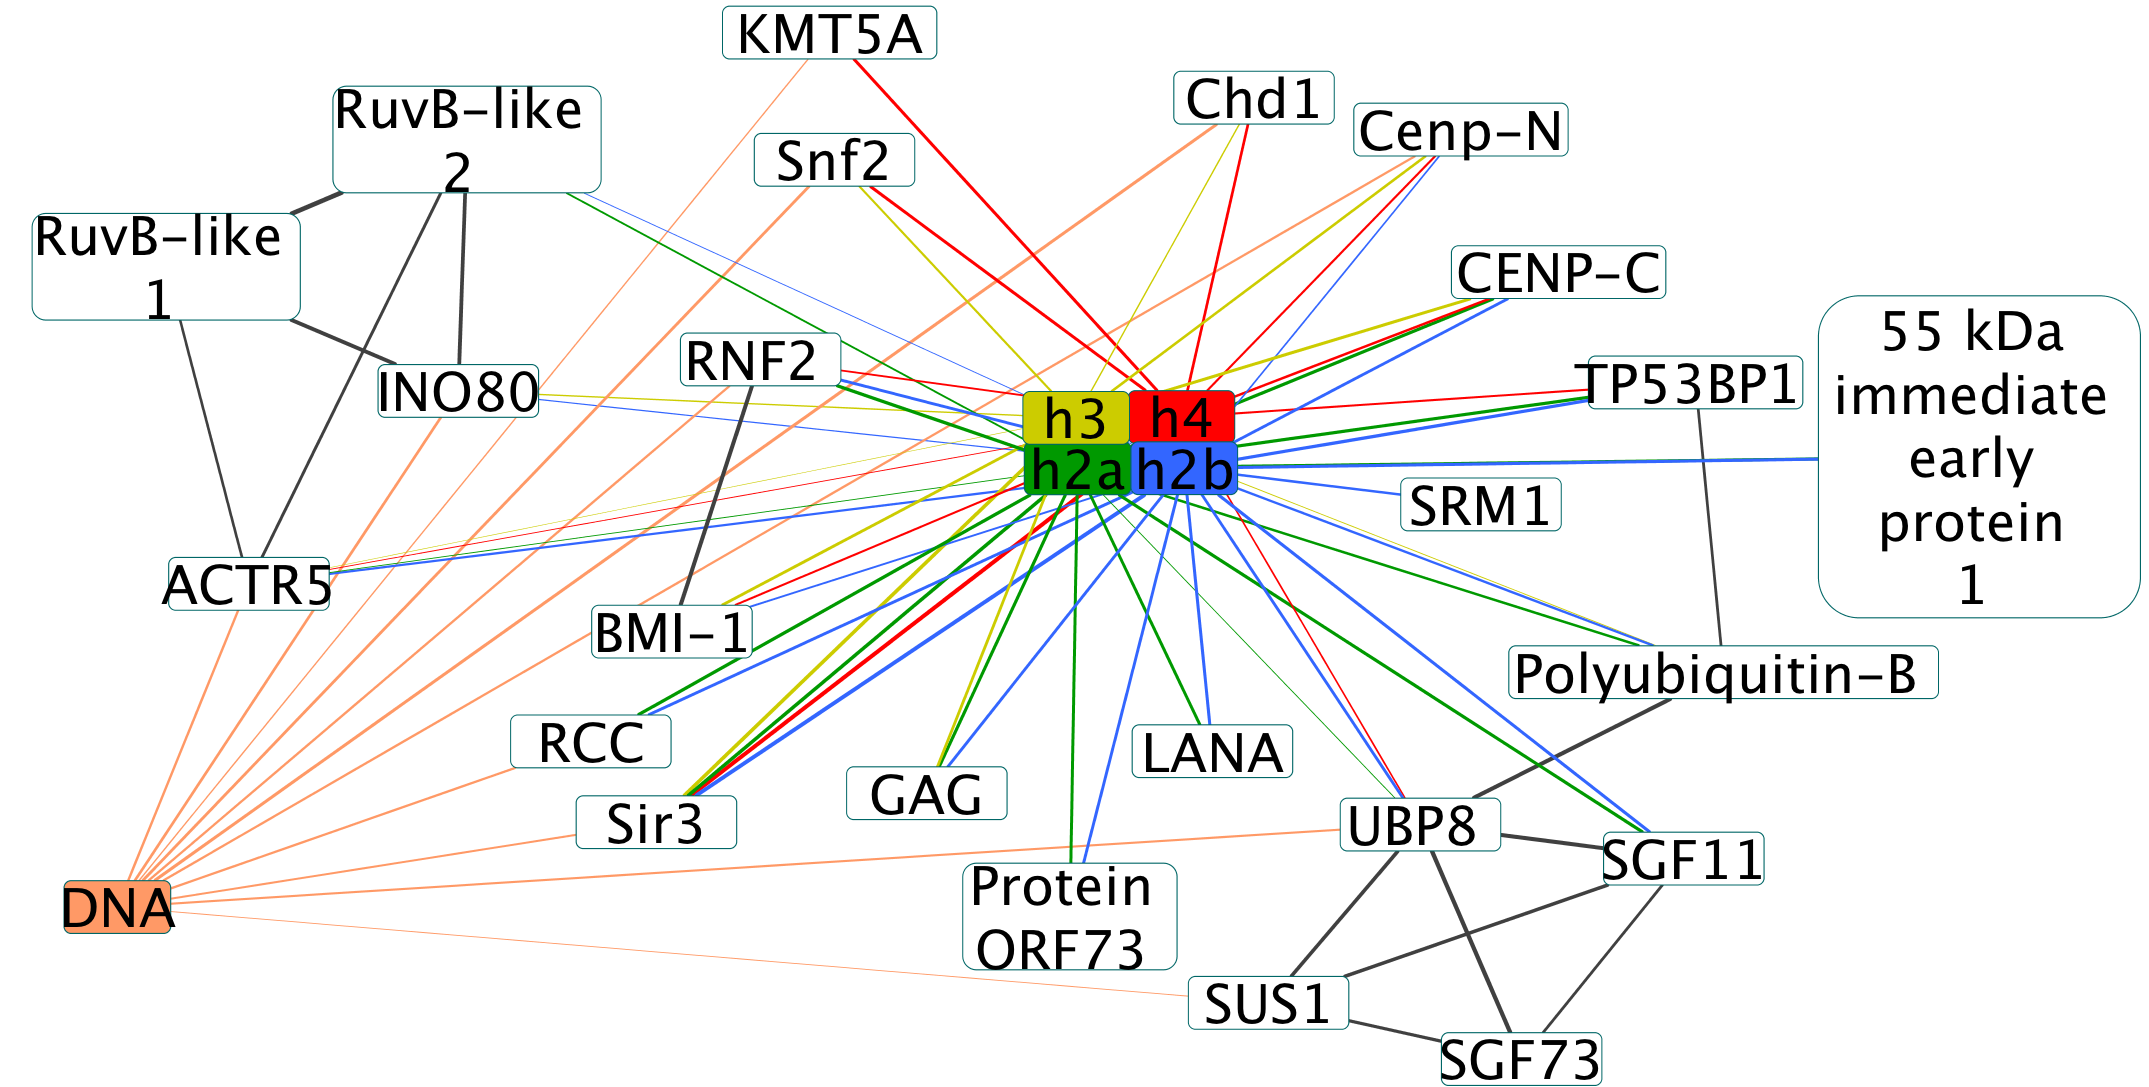 KMT5A
RuvB-like
2
Chd1
Cenp-N
Snf2
RuvB-like
1
CENP-C
55 kDa
immediate
early
protein
1
RNF2
INO80
TP53BP1
h3
h4
h2a
h2b
SRM1
ACTR5
BMI-1
Polyubiquitin-B
RCC
LANA
GAG
Sir3
UBP8
SGF11
DNA
Protein
ORF73
SUS1
SGF73